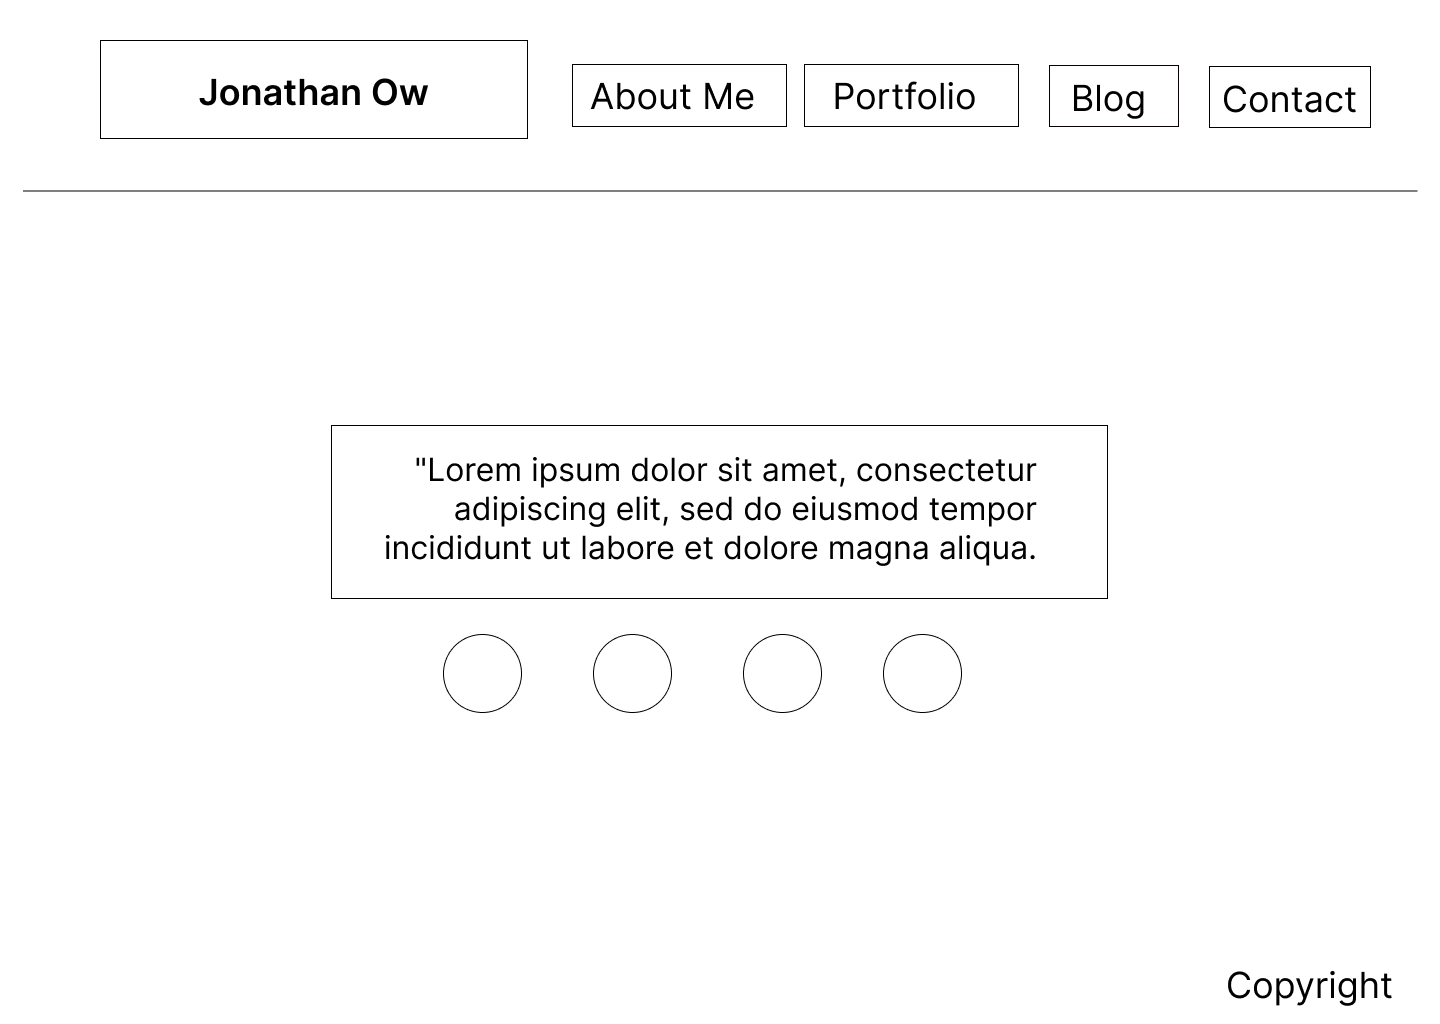 Jonathan Ow
About Me
Portfolio
Blog
Contact
"Lorem ipsum dolor sit amet, consectetur
adipiscing elit, sed do eiusmod tempor
incididunt ut labore et dolore magna aliqua.
Copyright